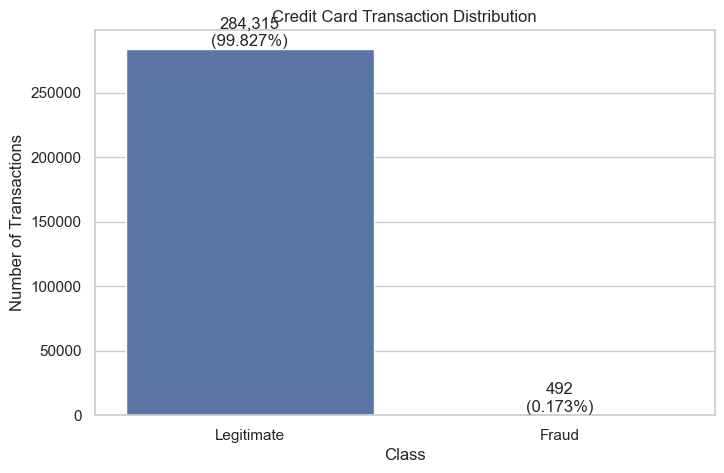 Credit Card Transaction Distribution
284,315
(99.827%)
250000
200000
150000
100000
50000
0
Number of Transactions
492
(0.173%)
Legitimate
Fraud
Class